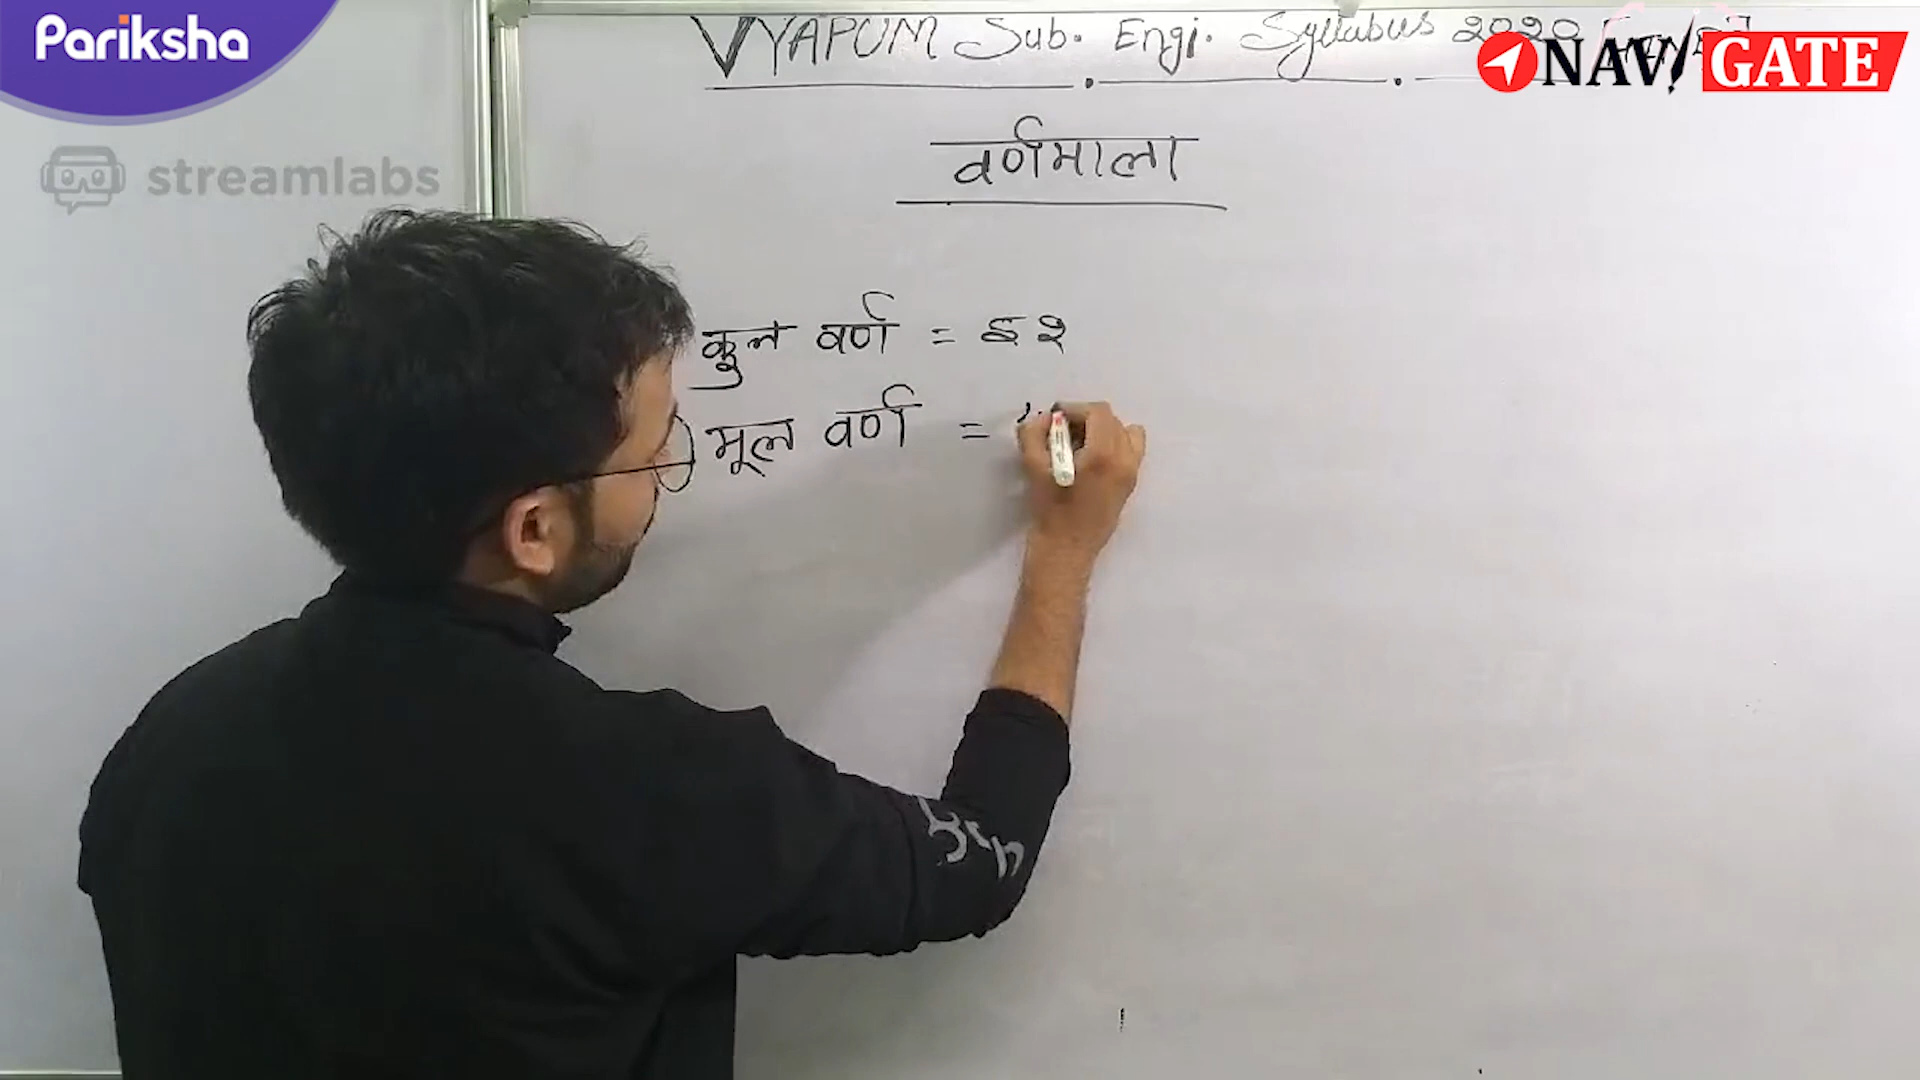 Pariksha
streamlabs
VYAPUM Sub. Engi. Syllabus 2020
NAV!GATE
वर्णमाला
कुल वर्ण = ५२
मूल वर्ण =